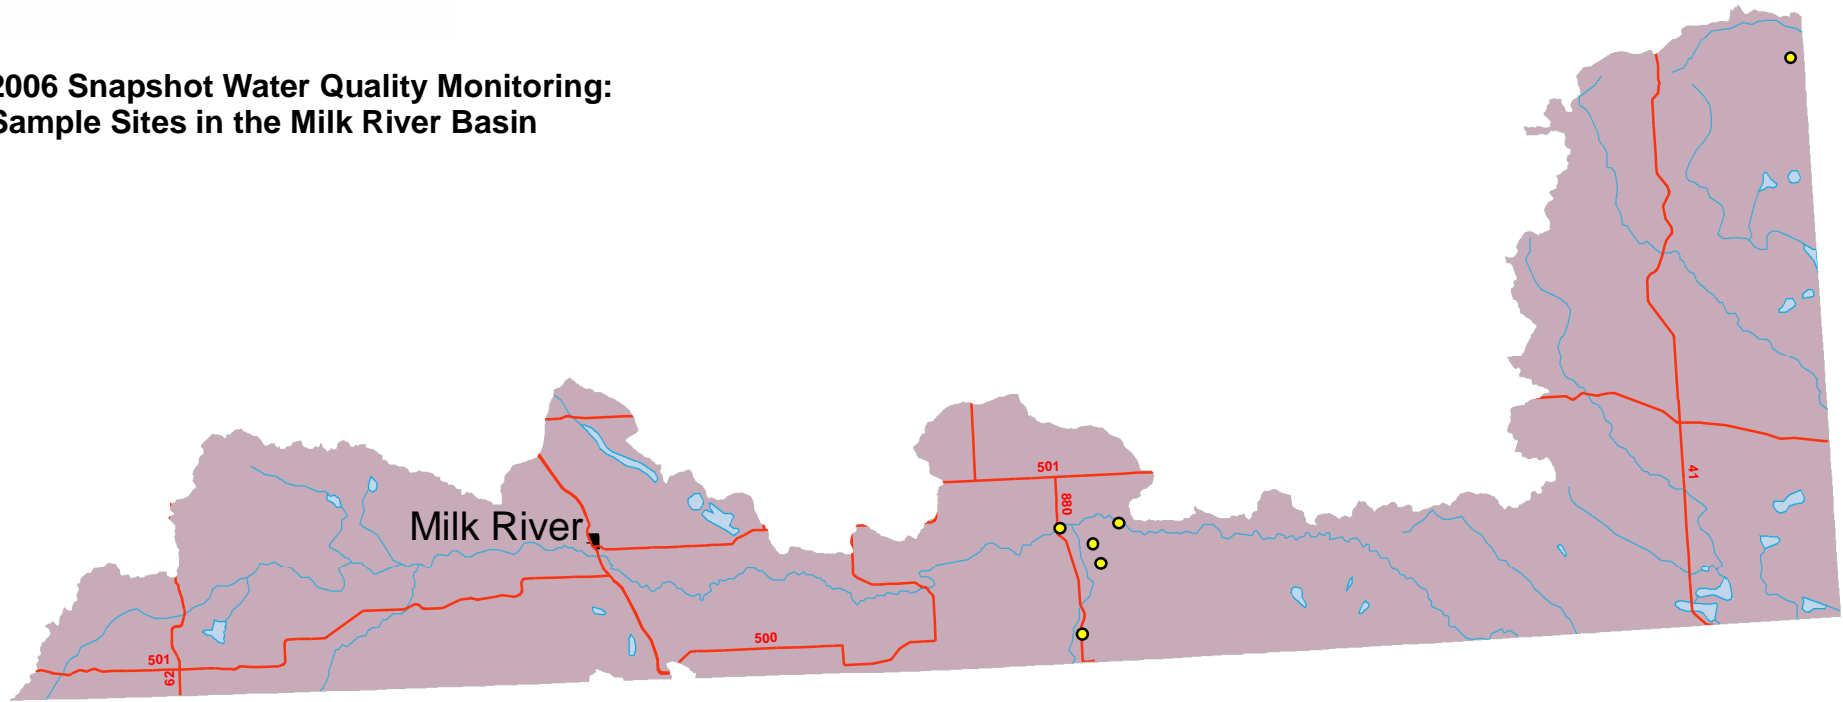 2006 Snapshot Water Quality Monitoring:
Sample Sites in the Milk River Basin
501
41
880
Milk River
500
501
62